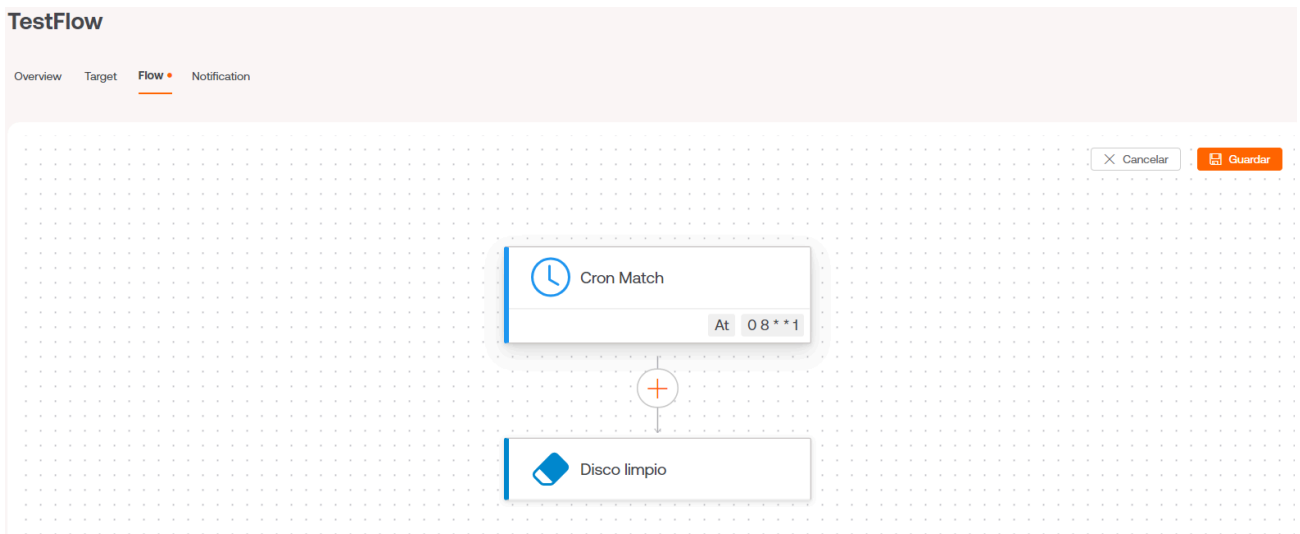 TestFlow
Overview Target Flow Notification
Cancelar Guardar
Cron Match
At 0 8 * * 1
Disco limpio